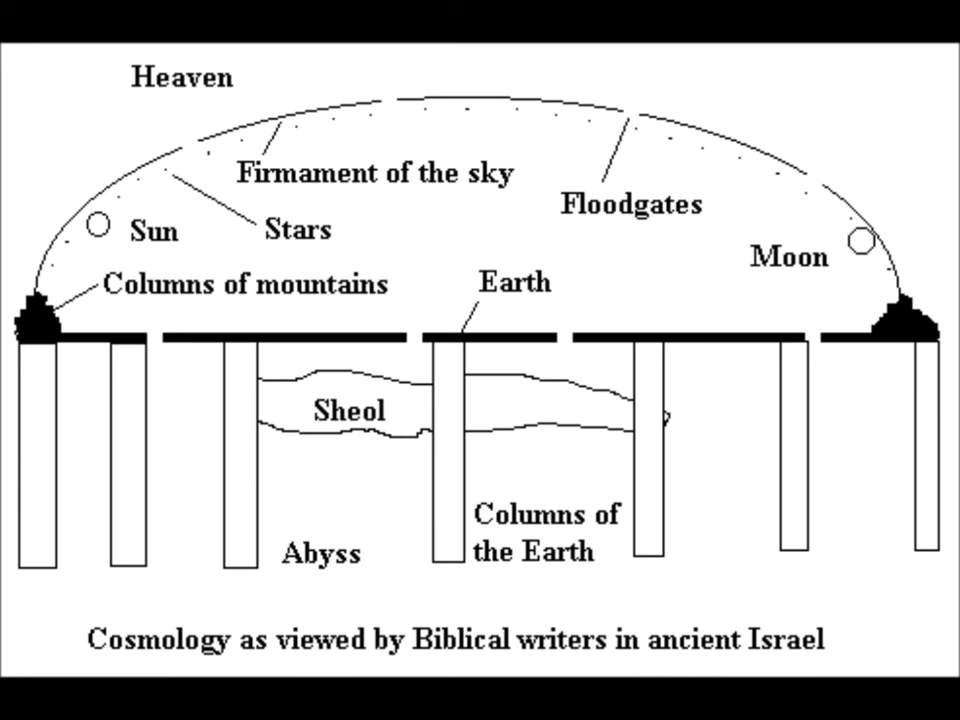 Heaven
Firmament of the sky
Floodgates
Stars
Sun
Moon
Columns of mountains
Earth
Sheol
Columns of
the Earth
Abyss
Cosmology as viewed by Biblical writers in ancient Israel